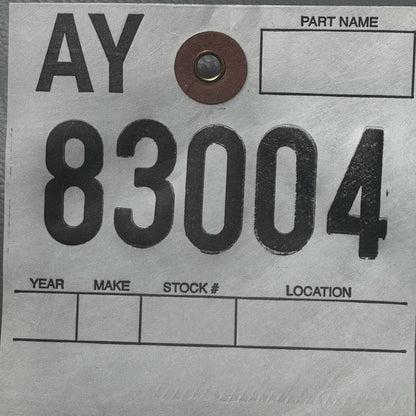 AY
PART NAME
83004
YEAR MAKE STOCK # LOCATION